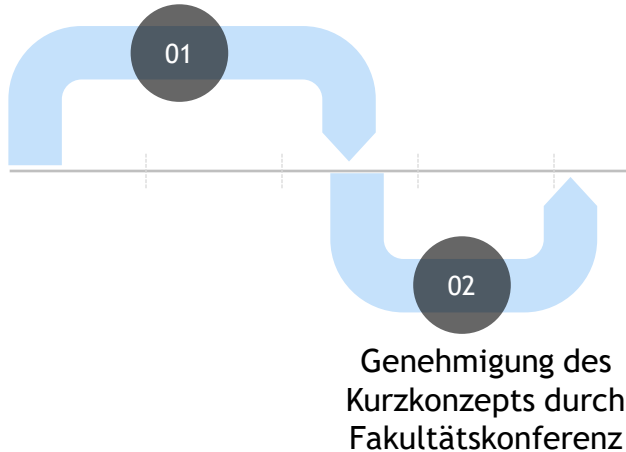 01
02
Genehmigung des
Kurzkonzepts durch
Fakultätskonferenz